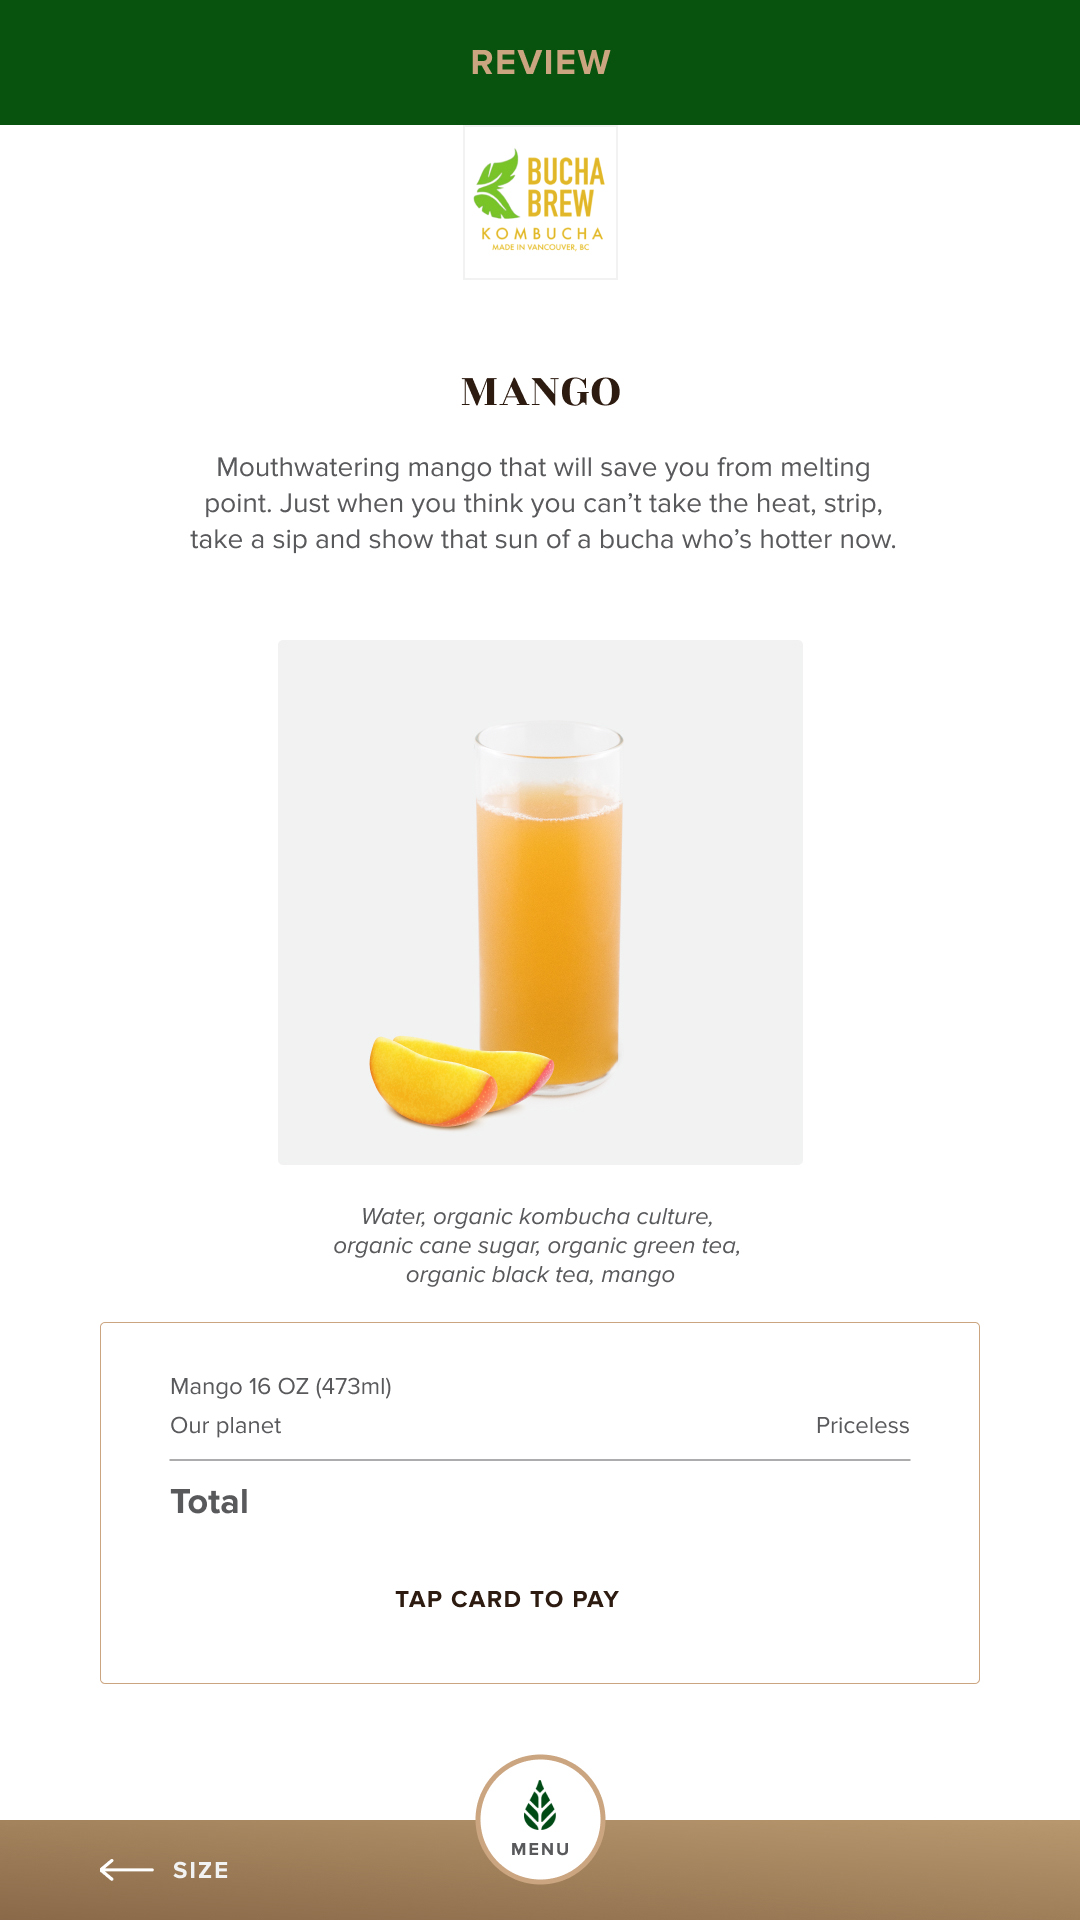 REVIEW
BUCHA
BREW
KOMBUCHA
MADE IN VANCOUVER, BC
MANGO
Mouthwatering mango that will save you from melting
point. Just when you think you can’t take the heat, strip,
take a sip and show that sun of a bucha who’s hotter now.
Water, organic kombucha culture,
organic cane sugar, organic green tea,
organic black tea, mango
Mango 16 OZ (473ml)
Our planet Priceless
Total
TAP CARD TO PAY
MENU
SIZE